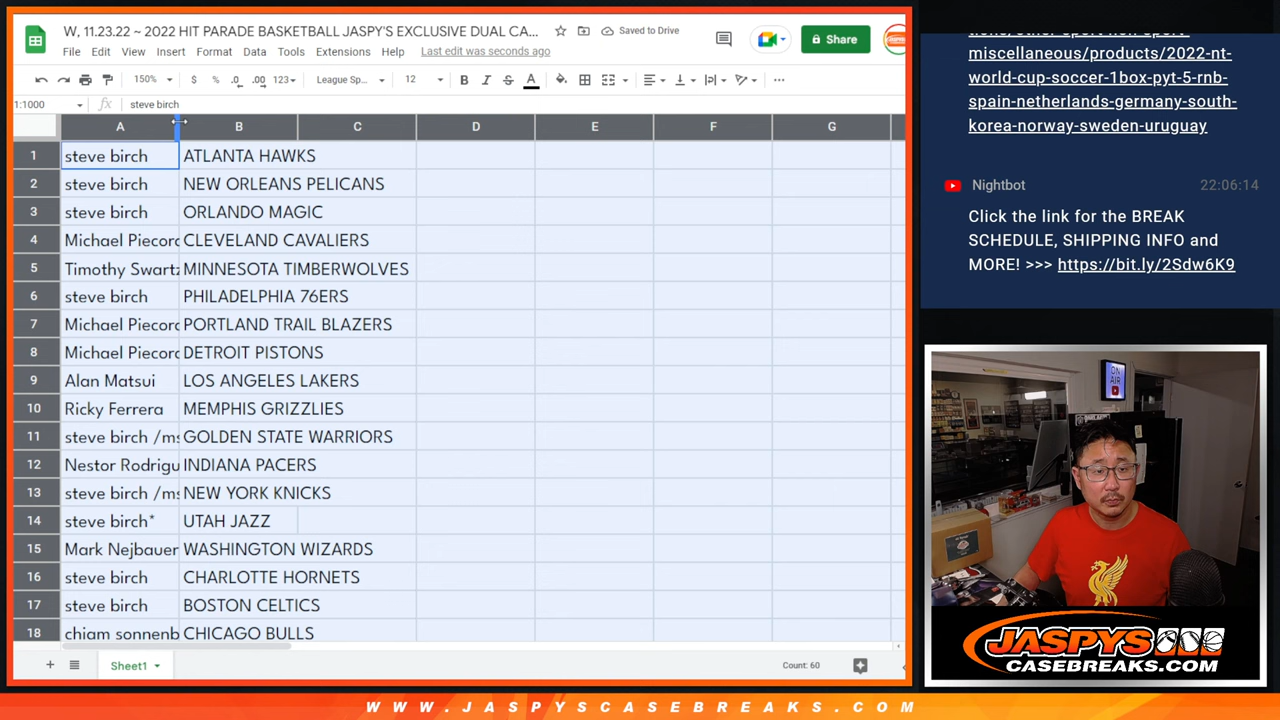 W, 11.23.22 ~ 2022 HIT PARADE BASKETBALL JASPY'S EXCLUSIVE DUAL CA...
Saved to Drive
File Edit View Insert Format Data Tools Extensions Help Last edit was seconds ago
Share
150% $ % .0 .00 123 League Sp... 12 B I S A
1:1000 fx steve birch
A B C D E F G
1 steve birch ATLANTA HAWKS
2 steve birch NEW ORLEANS PELICANS
3 steve birch ORLANDO MAGIC
4 Michael Piecorc CLEVELAND CAVALIERS
5 Timothy Swartz MINNESOTA TIMBERWOLVES
6 steve birch PHILADELPHIA 76ERS
7 Michael Piecorc PORTLAND TRAIL BLAZERS
8 Michael Piecorc DETROIT PISTONS
9 Alan Matsui LOS ANGELES LAKERS
10 Ricky Ferrera MEMPHIS GRIZZLIES
11 steve birch /ms GOLDEN STATE WARRIORS
12 Nestor Rodrigu INDIANA PACERS
13 steve birch /ms NEW YORK KNICKS
14 steve birch* UTAH JAZZ
15 Mark Nejbauer WASHINGTON WIZARDS
16 steve birch CHARLOTTE HORNETS
17 steve birch BOSTON CELTICS
18 chiam sonnenb CHICAGO BULLS
Sheet1
Count: 60
miscellaneous/products/2022-nt-
world-cup-soccer-1box-pyt-5-rnb-
spain-netherlands-germany-south-
korea-norway-sweden-uruguay
Nightbot 22:06:14
Click the link for the BREAK
SCHEDULE, SHIPPING INFO and
MORE! >>> https://bit.ly/2Sdw6K9
ON
AIR
JASPYS
CASEBREAKS.COM
WWW.JASPYSCASEBREAKS.COM